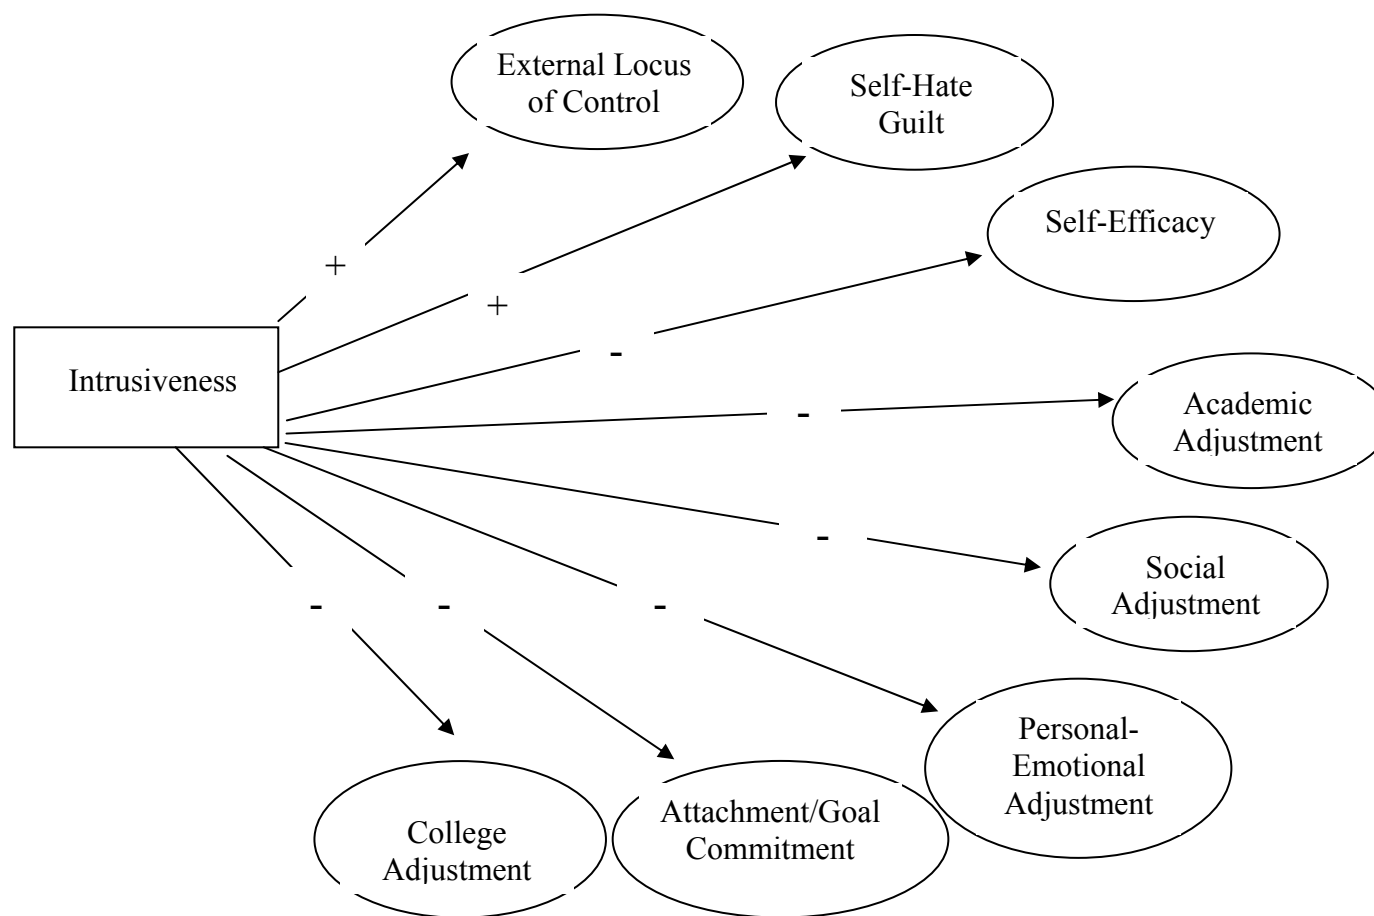 External Locus
of Control
Self-Hate
Guilt
Self-Efficacy
+
+
-
Intrusiveness
-
Academic
Adjustment
-
Social
Adjustment
-
-
-
Personal-
Emotional
Adjustment
Attachment/Goal
Commitment
College
Adjustment